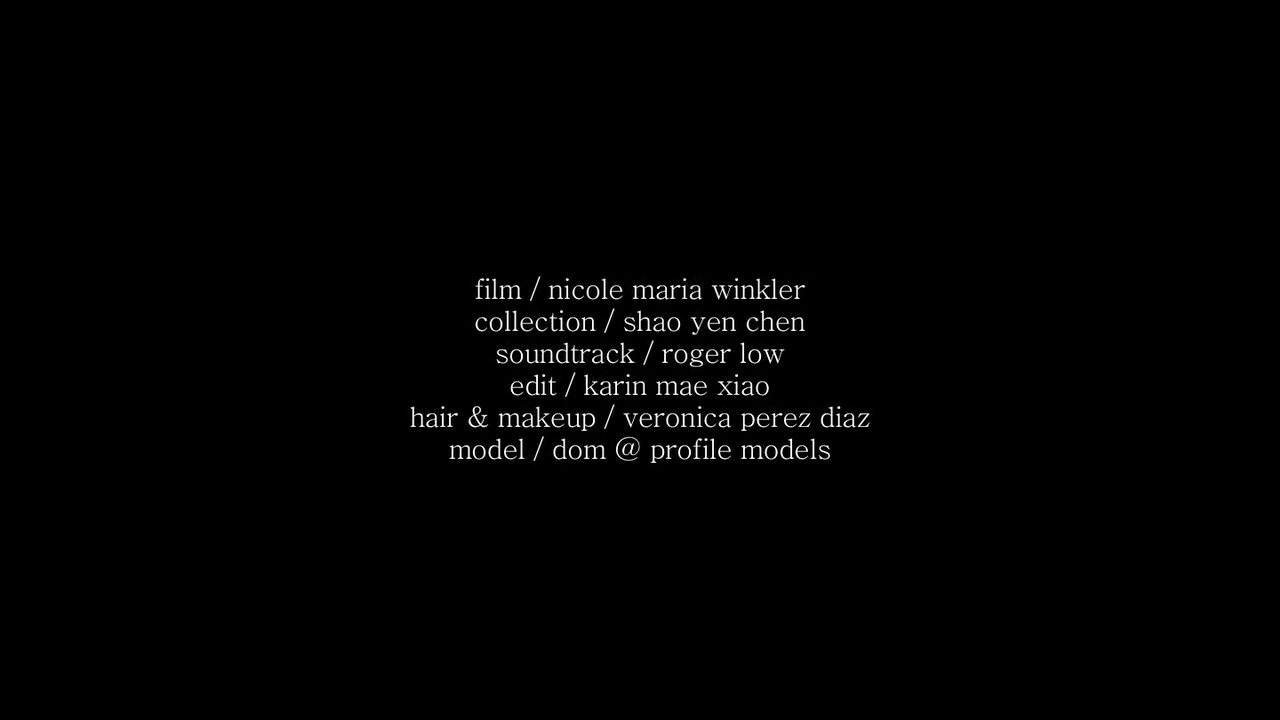 film / nicole maria winkler
collection / shao yen chen
soundtrack / roger low
edit / karin mae xiao
hair & makeup / veronica perez diaz
model / dom @ profile models